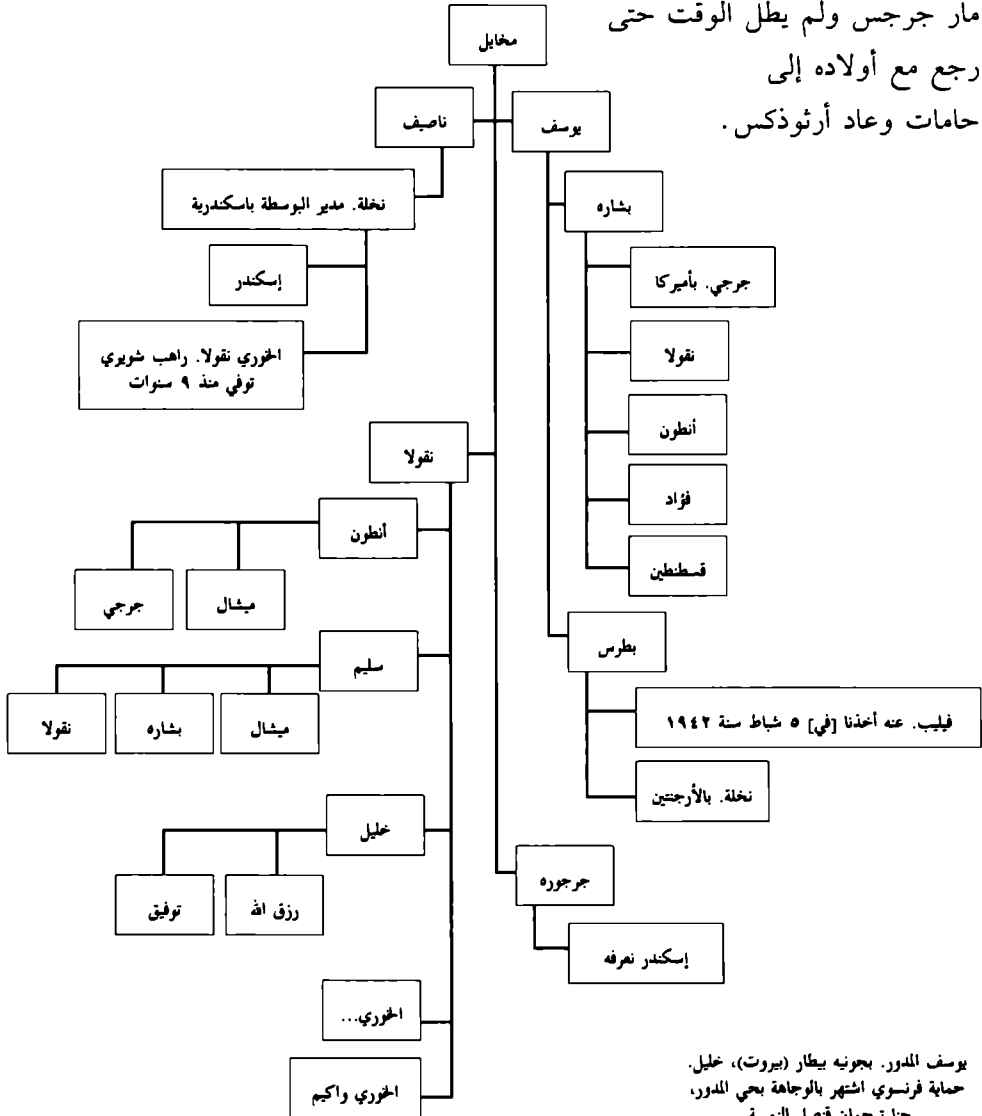 مار جرجس ولم يطل الوقت حتى
رجع مع أولاده إلى
حامات وعاد أرثوذكس.
مخايل
يوسف
ناصيف
بشاره
نخلة. مدير البوسطة باسكندرية
جرجي. بأميركا
إسكندر
نقولا
الخوري نقولا. راهب شويري
توفي منذ ٩ سنوات
أنطون
نقولا
فؤاد
أنطون
قسطنطين
ميشال
جرجي
بطرس
سليم
فيليب. عنه أخذنا [في] ٥ شباط سنة ١٩٤٢
ميشال
بشاره
نقولا
نخلة. بالأرجنتين
خليل
جرجوره
رزق الله
توفيق
إسكندر نعرفه
الخوري...
الخوري واكيم
يوسف المدور. بجونيه بيطار (بيروت)، خليل.
حماية فرنسوي اشتهر بالوجاهة بحي المدور،